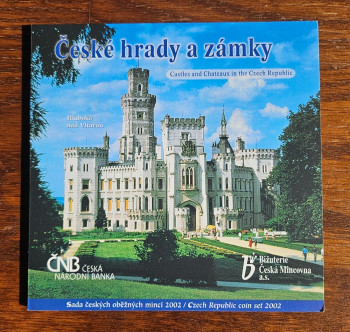 České hrady a zámky
Castles and Chateaux in the Czech Republic
Hluboká
nad Vltavou
ČNB ČESKÁ
NÁRODNÍ BANKA
Bižuterie
Česká Mincovna
a.s.
Sada českých oběžných mincí 2002 / Czech Republic coin set 2002